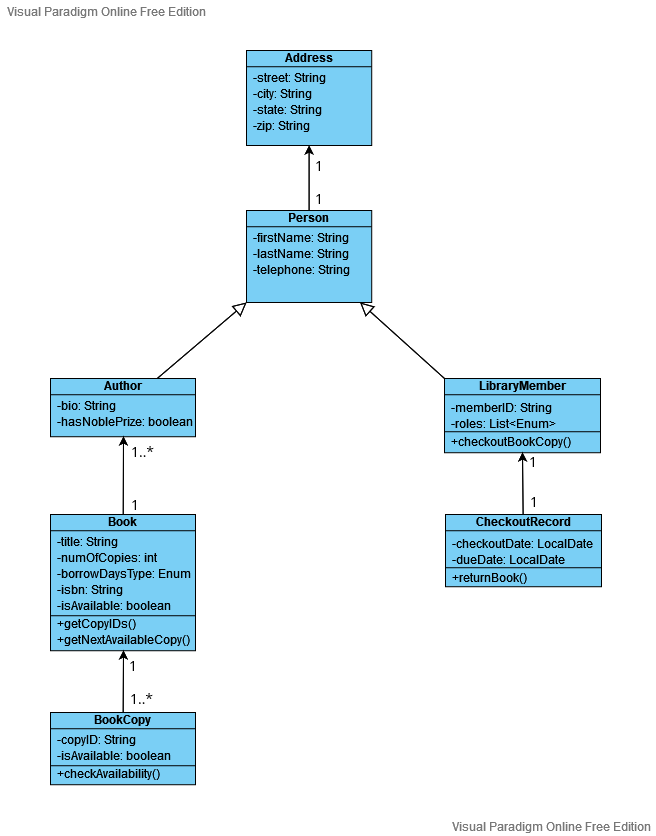 Visual Paradigm Online Free Edition
Address
-street: String
-city: String
-state: String
-zip: String
1
1
Person
-firstName: String
-lastName: String
-telephone: String
Author
-bio: String
-hasNoblePrize: boolean
LibraryMember
-memberID: String
-roles: List<Enum>
+checkoutBookCopy()
1..*
1
1
1
Book
-title: String
-numOfCopies: int
-borrowDaysType: Enum
-isbn: String
-isAvailable: boolean
+getCopyIDs()
+getNextAvailableCopy()
CheckoutRecord
-checkoutDate: LocalDate
-dueDate: LocalDate
+returnBook()
1
1..*
BookCopy
-copyID: String
-isAvailable: boolean
+checkAvailability()
Visual Paradigm Online Free Edition